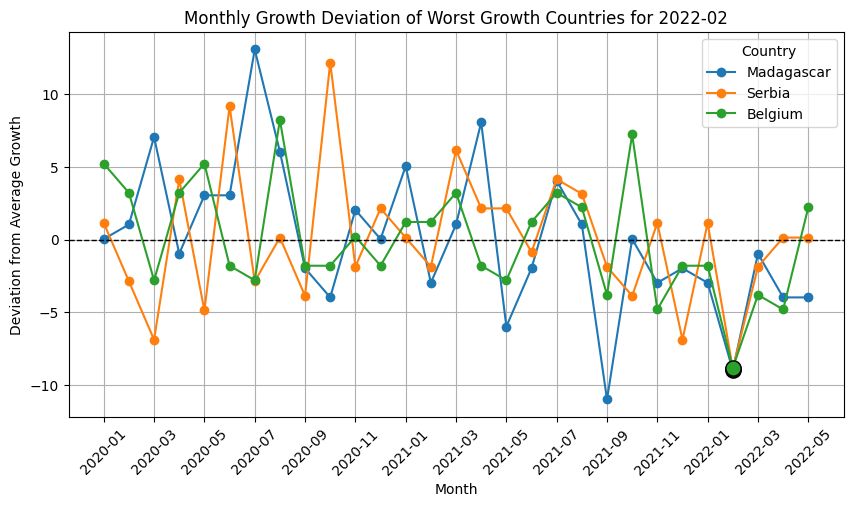 Monthly Growth Deviation of Worst Growth Countries for 2022-02
Deviation from Average Growth
10
5
0
−5
−10
Country
Madagascar
Serbia
Belgium
2020-01
2020-03
2020-05
2020-07
2020-09
2020-11
2021-01
2021-03
2021-05
2021-07
2021-09
2021-11
2022-01
2022-03
2022-05
Month